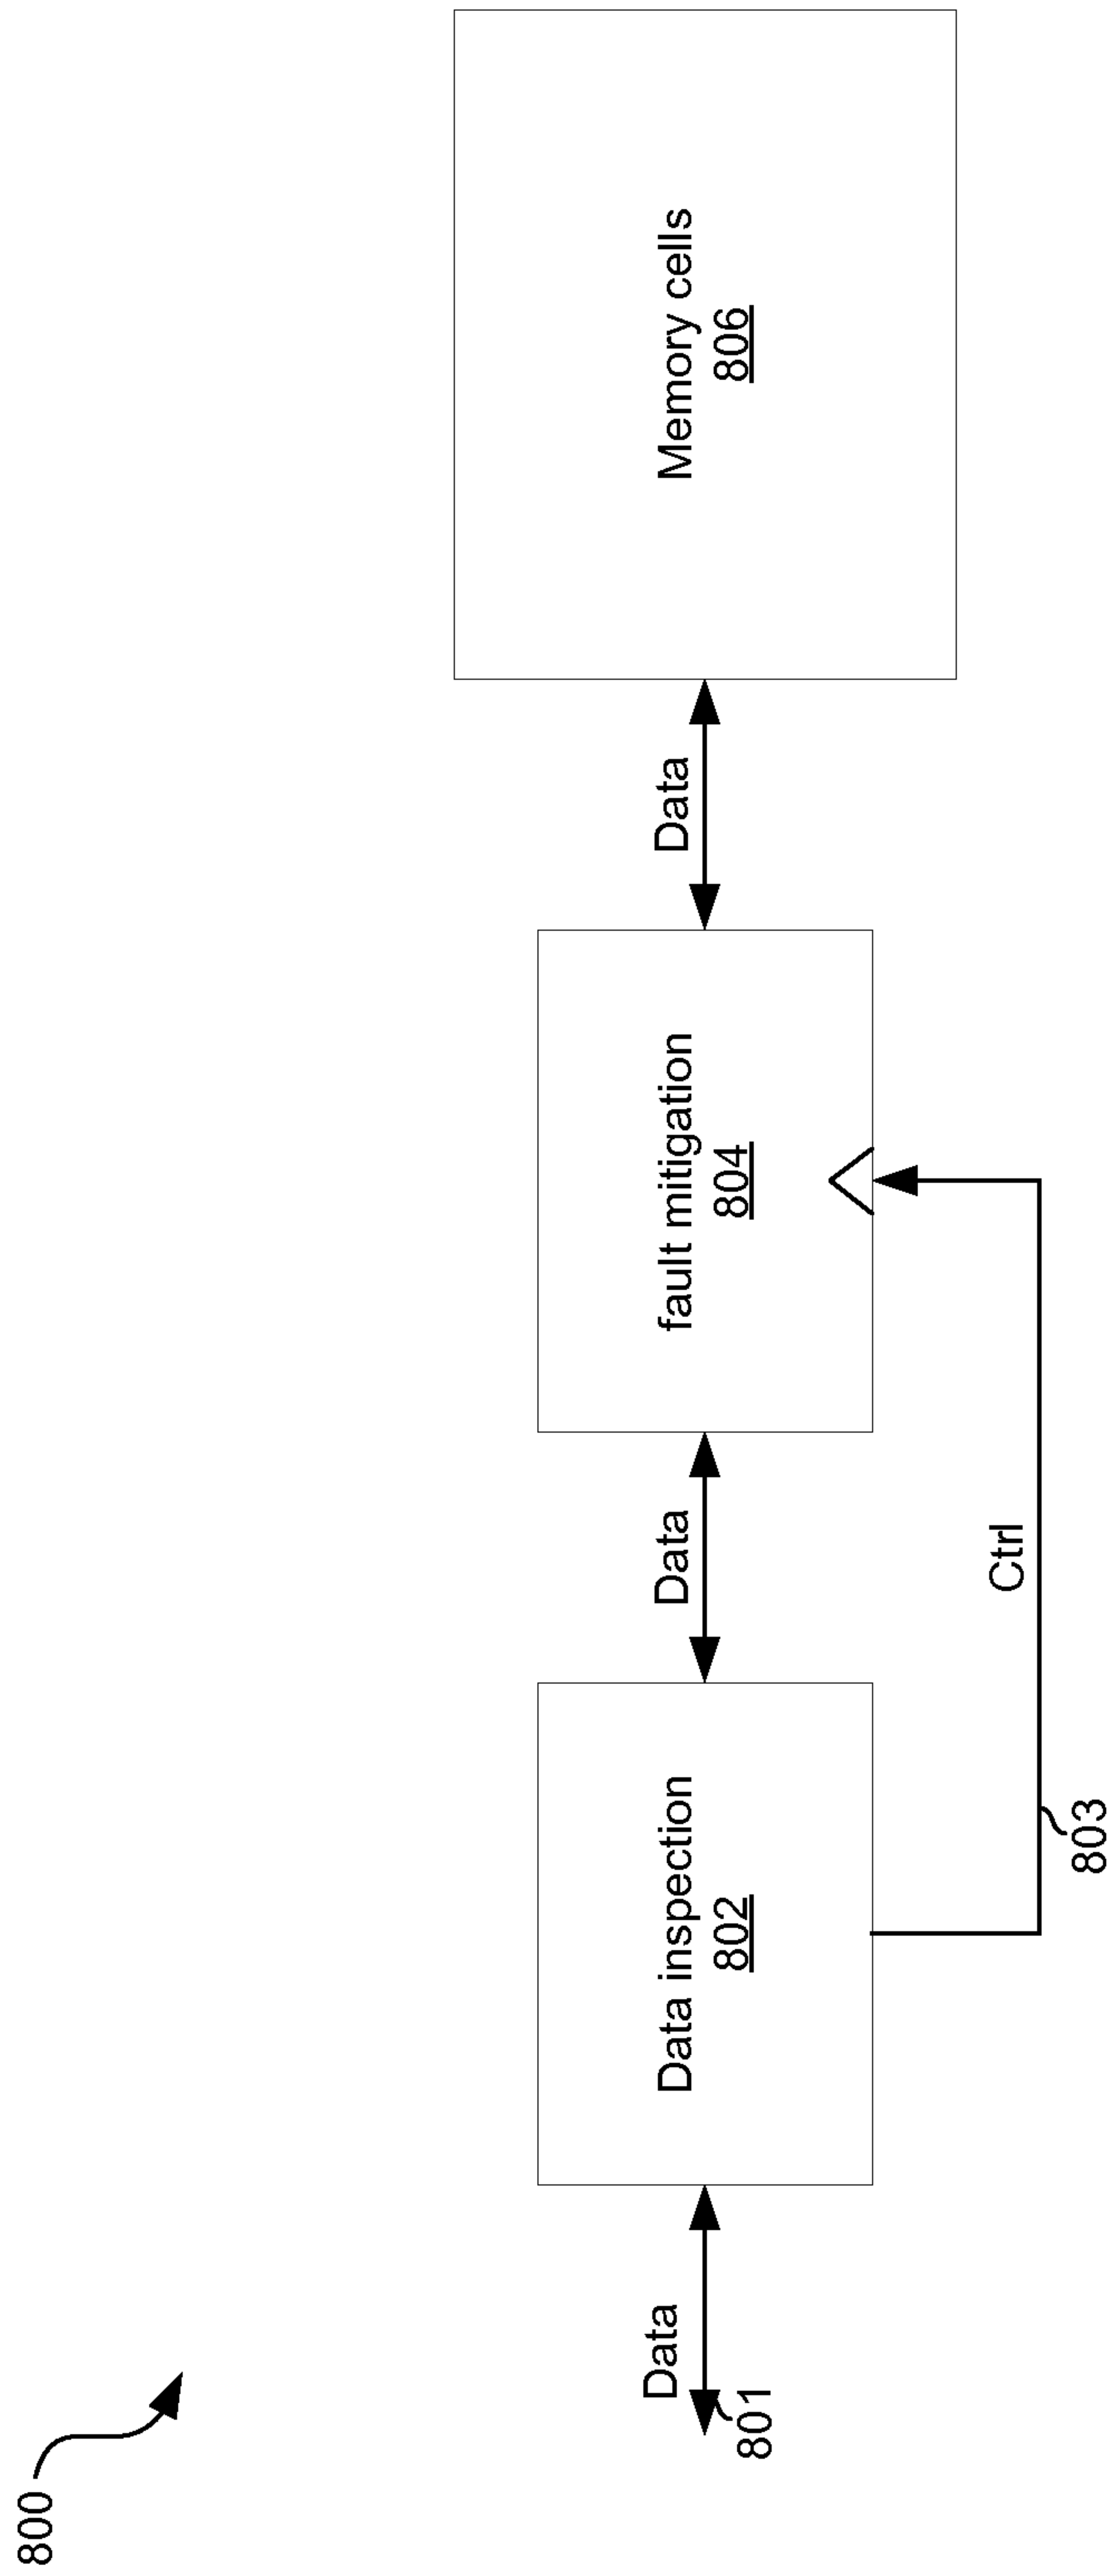 800
Data
801
Data inspection
802
Data
fault mitigation
804
Data
Memory cells
806
Ctrl
803